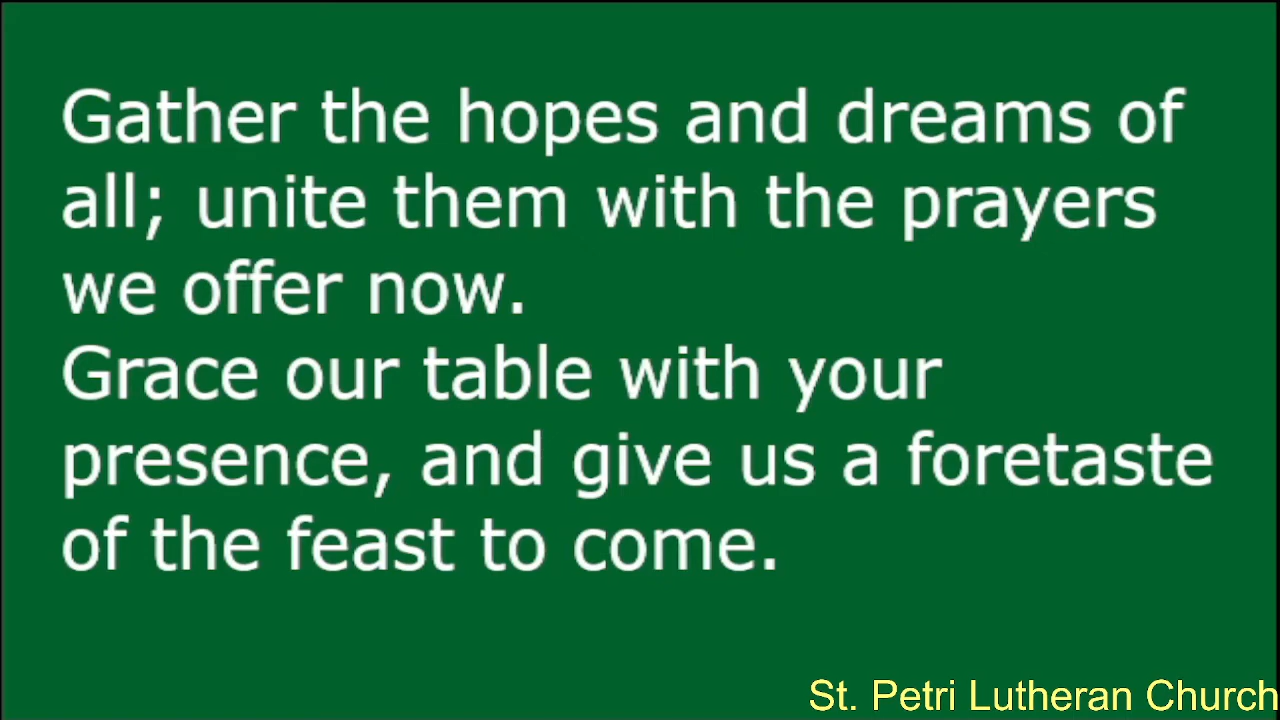 Gather the hopes and dreams of
all; unite them with the prayers
we offer now.
Grace our table with your
presence, and give us a foretaste
of the feast to come.
St. Petri Lutheran Church